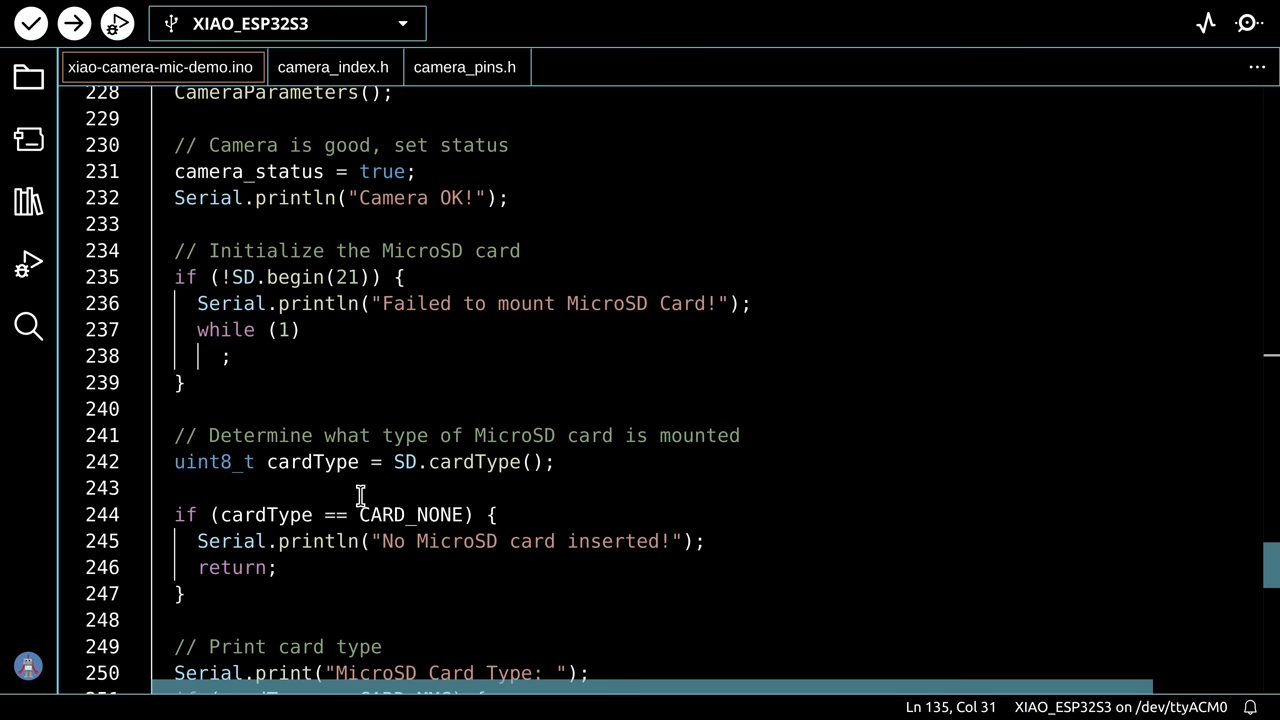 XIAO_ESP32S3
xiao-camera-mic-demo.ino camera_index.h camera_pins.h
228 CameraParameters();
229
230 // Camera is good, set status
231 camera_status = true;
232 Serial.println("Camera OK!");
233
234 // Initialize the MicroSD card
235 if (!SD.begin(21)) {
236 Serial.println("Failed to mount MicroSD Card!");
237 while (1)
238 ;
239 }
240
241 // Determine what type of MicroSD card is mounted
242 uint8_t cardType = SD.cardType();
243
244 if (cardType == CARD_NONE) {
245 Serial.println("No MicroSD card inserted!");
246 return;
247 }
248
249 // Print card type
250 Serial.print("MicroSD Card Type: ");
Ln 135, Col 31 XIAO_ESP32S3 on /dev/ttyACM0